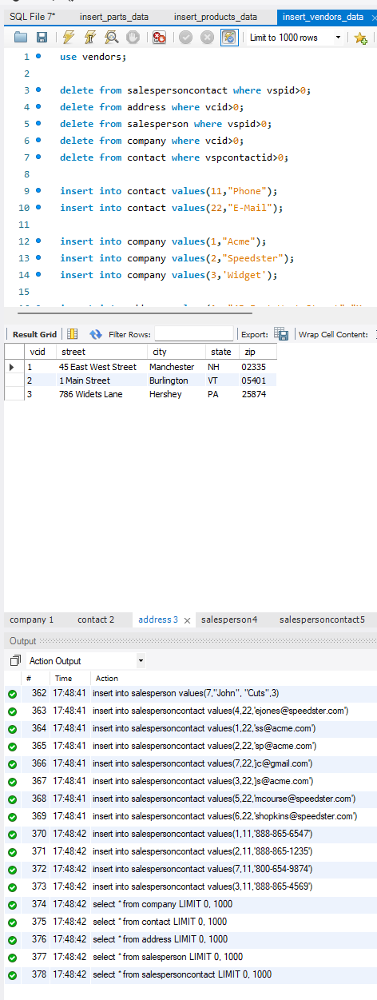 SQL File 7* insert_parts_data insert_products_data insert_vendors_data
Limit to 1000 rows
1 use vendors;
2
3 delete from salespersoncontact where vspid>0;
4 delete from address where vcid>0;
5 delete from salesperson where vspid>0;
6 delete from company where vcid>0;
7 delete from contact where vspcontactid>0;
8
9 insert into contact values(11,"Phone");
10 insert into contact values(22,"E-Mail");
11
12 insert into company values(1,"Acme");
13 insert into company values(2,"Speedster");
14 insert into company values(3,'Widget');
15
Result Grid Filter Rows: Export: Wrap Cell Content:
vcid street city state zip
1 45 East West Street Manchester NH 02335
2 1 Main Street Burlington VT 05401
3 786 Widets Lane Hershey PA 25874
company 1 contact 2 address 3 salesperson4 salespersoncontact5
Output
Action Output
# Time Action
362 17:48:41 insert into salesperson values(7,"John", "Cuts",3)
363 17:48:41 insert into salespersoncontact values(4,22,'ejones@speedster.com')
364 17:48:41 insert into salespersoncontact values(1,22,'ss@acme.com')
365 17:48:41 insert into salespersoncontact values(2,22,'sp@acme.com')
366 17:48:41 insert into salespersoncontact values(7,22,'jc@gmail.com')
367 17:48:41 insert into salespersoncontact values(3,22,'js@acme.com')
368 17:48:41 insert into salespersoncontact values(5,22,'mcourse@speedster.com')
369 17:48:41 insert into salespersoncontact values(6,22,'shopkins@speedster.com')
370 17:48:42 insert into salespersoncontact values(1,11,'888-865-6547')
371 17:48:42 insert into salespersoncontact values(2,11,'888-865-1235')
372 17:48:42 insert into salespersoncontact values(7,11,'800-654-9874')
373 17:48:42 insert into salespersoncontact values(3,11,'888-865-4569')
374 17:48:42 select * from company LIMIT 0, 1000
375 17:48:42 select * from contact LIMIT 0, 1000
376 17:48:42 select * from address LIMIT 0, 1000
377 17:48:42 select * from salesperson LIMIT 0, 1000
378 17:48:42 select * from salespersoncontact LIMIT 0, 1000